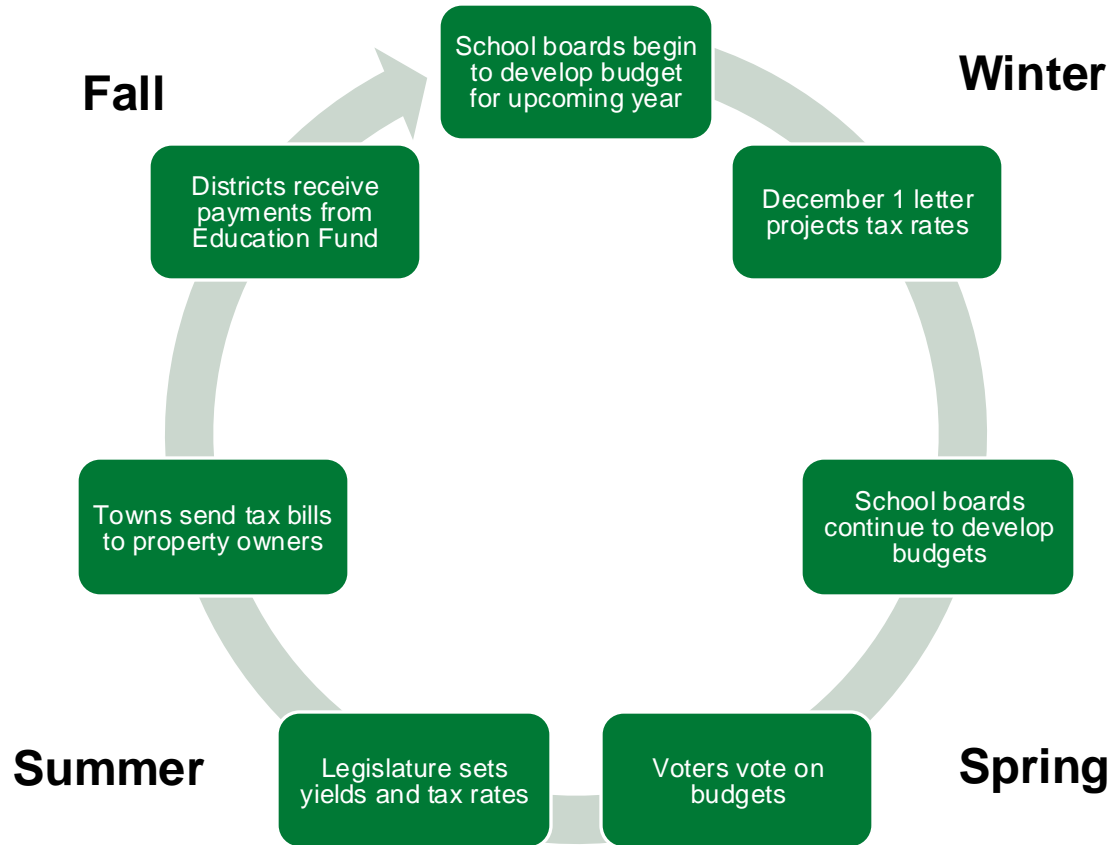 School boards begin
to develop budget
for upcoming year
Winter
December 1 letter
projects tax rates
School boards
continue to develop
budgets
Spring
Voters vote on
budgets
Legislature sets
yields and tax rates
Summer
Towns send tax bills
to property owners
Districts receive
payments from
Education Fund
Fall